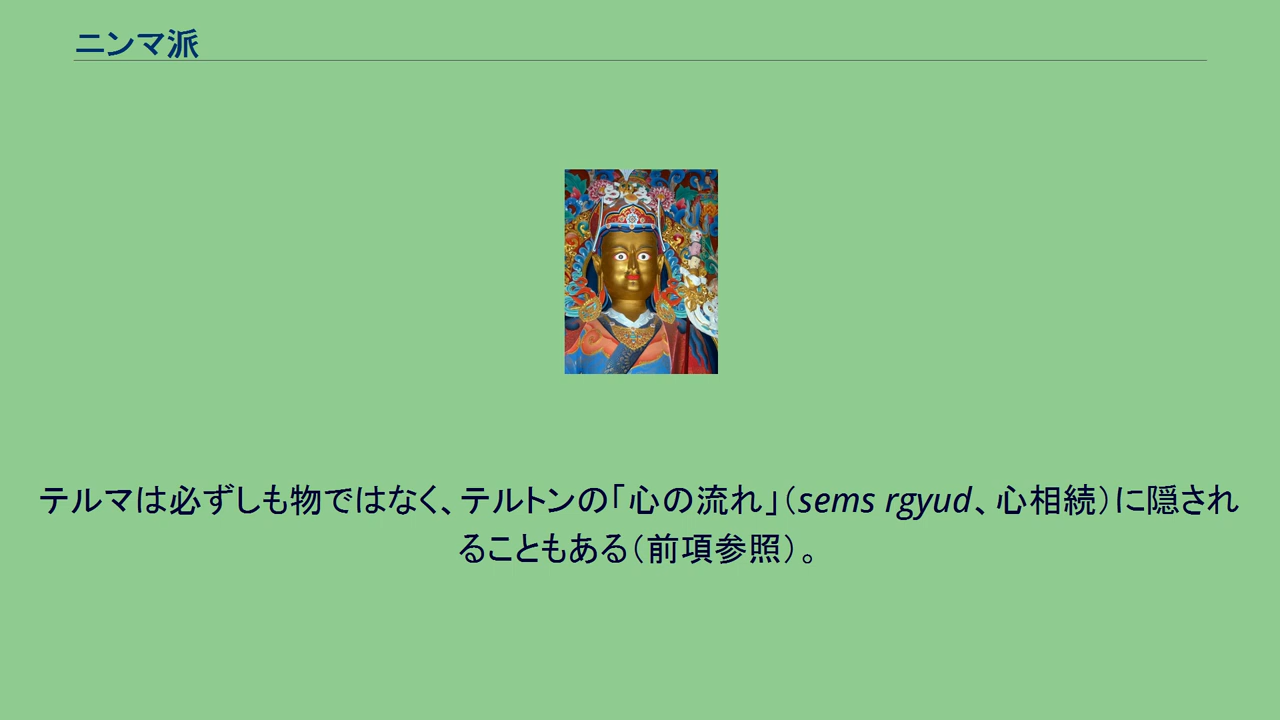 ニンマ派
テルマは必ずしも物ではなく、テルトンの「心の流れ」（sems rgyud、心相続）に隠され
ることもある（前項参照）。